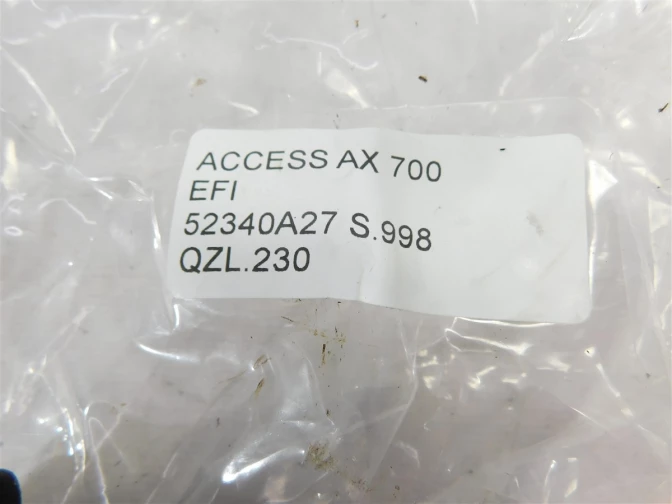 ACCESS AX 700
EFI
52340A27 S.998
QZL.230